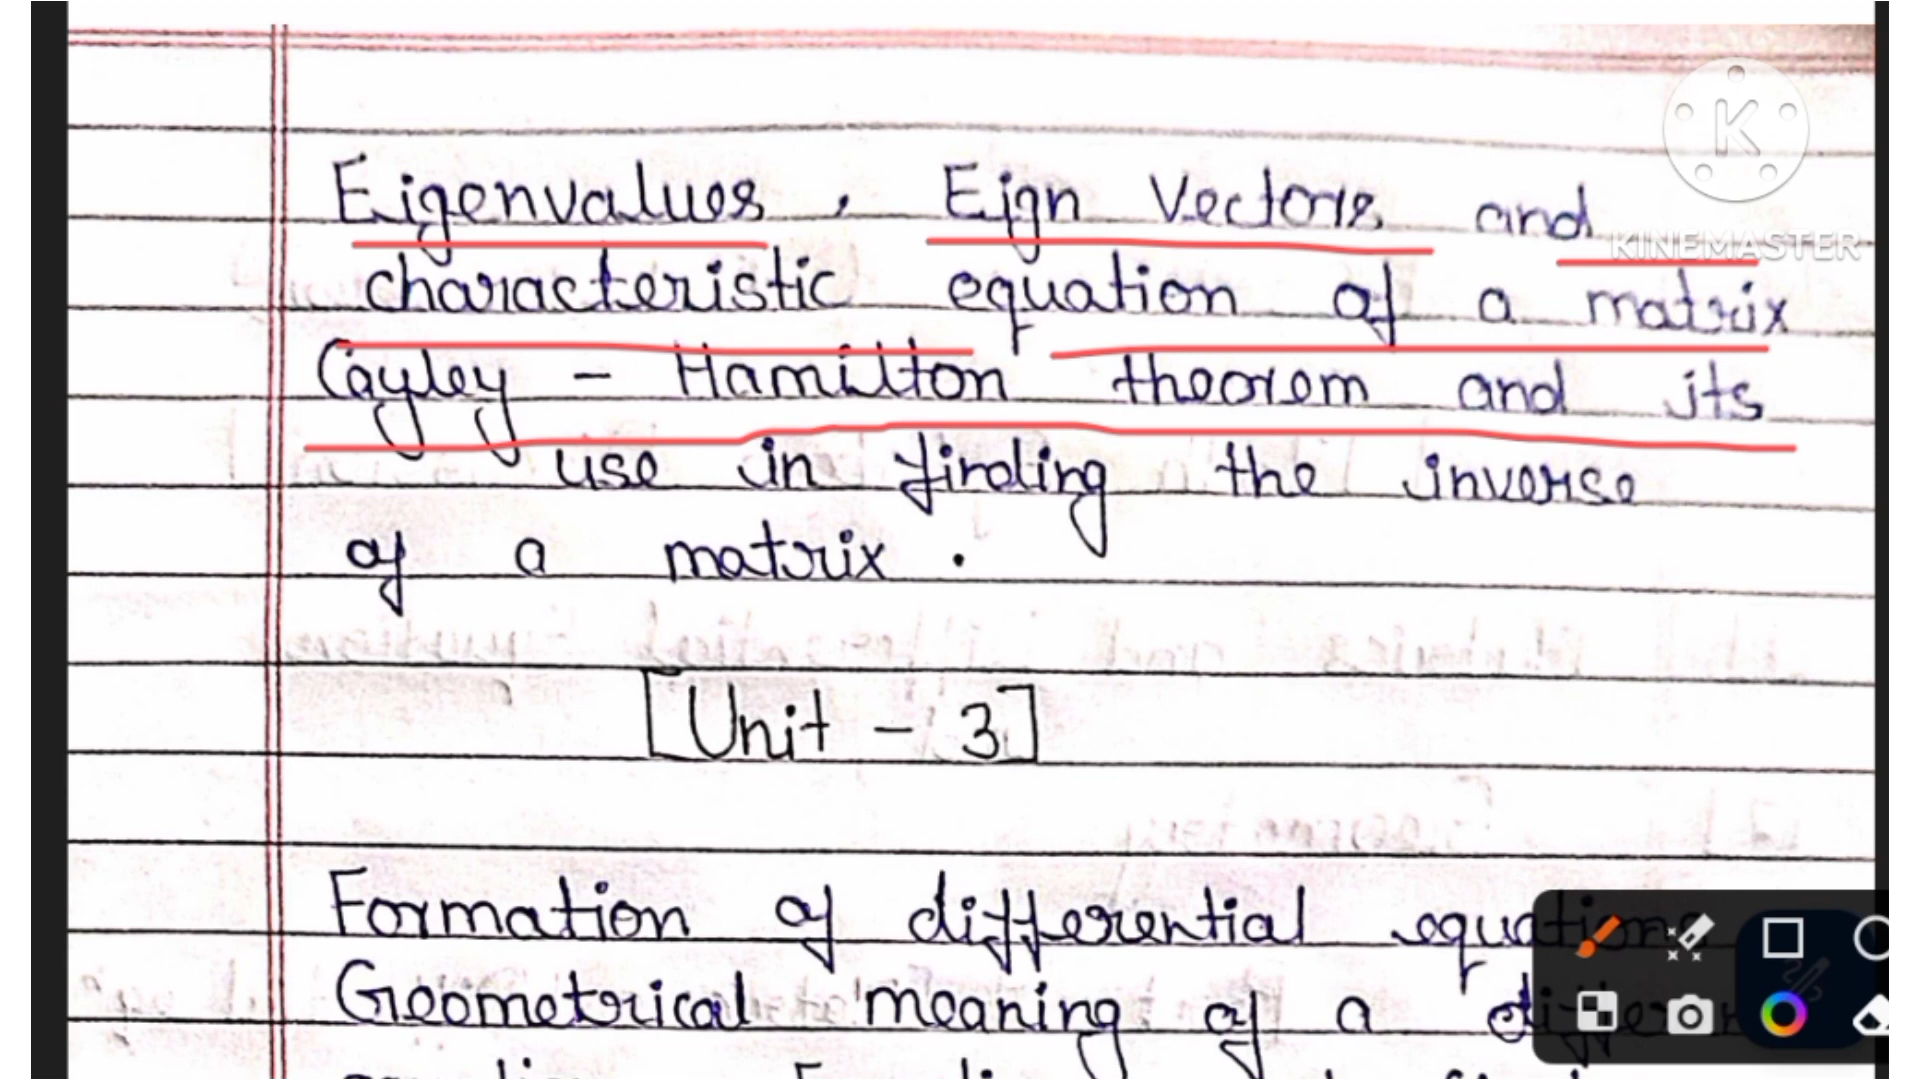 KINEMASTER
Eigenvalues, Eign Vectors and
characteristic equation of a matrix
Cayley - Hamilton theorem and its
use in finding the inverse
of a matrix.
[Unit - 3]
Formation of differential equations
Geometrical meaning of a